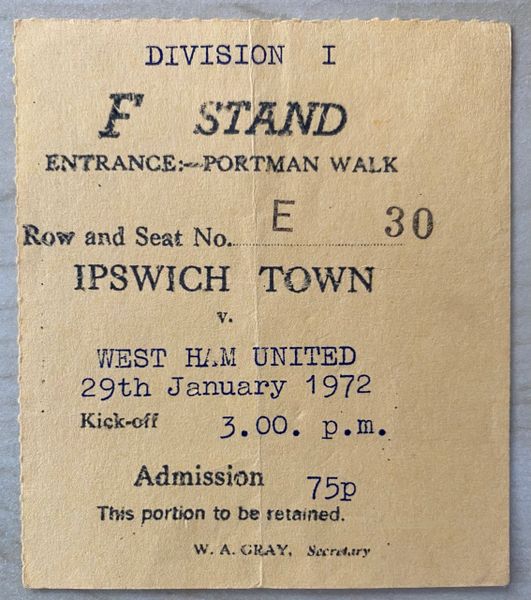 DIVISION I
F STAND
ENTRANCE:—PORTMAN WALK
Row and Seat No. E 30
IPSWICH TOWN
v.
WEST HAM UNITED
29th January 1972
Kick-off 3.00. p.m.
Admission 75p
This portion to be retained.
W. A. GRAY, Secretary